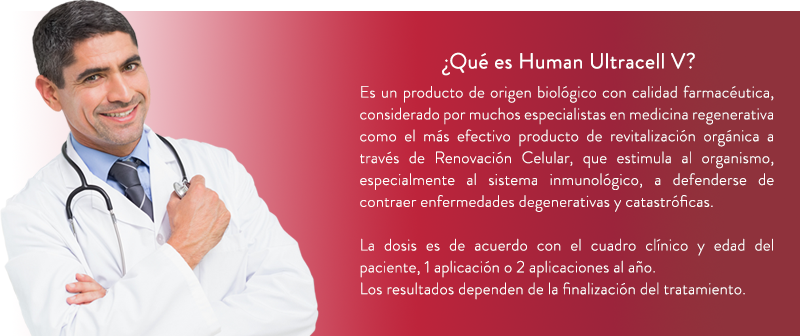 ¿Qué es Human Ultracell V?
Es un producto de origen biológico con calidad farmacéutica,
considerado por muchos especialistas en medicina regenerativa
como el más efectivo producto de revitalización orgánica a
través de Renovación Celular, que estimula al organismo,
especialmente al sistema inmunológico, a defenderse de
contraer enfermedades degenerativas y catastróficas.
La dosis es de acuerdo con el cuadro clínico y edad del
paciente, 1 aplicación o 2 aplicaciones al año.
Los resultados dependen de la finalización del tratamiento.